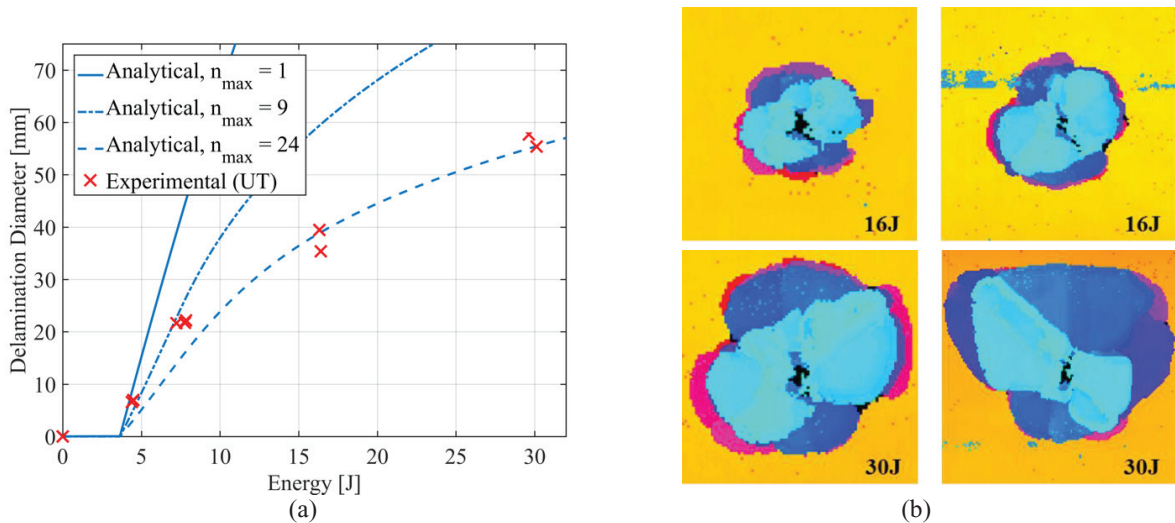 70
60
50
40
30
20
10
0
Delamination Diameter [mm]
Analytical, n_max = 1
Analytical, n_max = 9
Analytical, n_max = 24
Experimental (UT)
0 5 10 15 20 25 30
Energy [J]
(a)
16J
16J
30J
30J
(b)